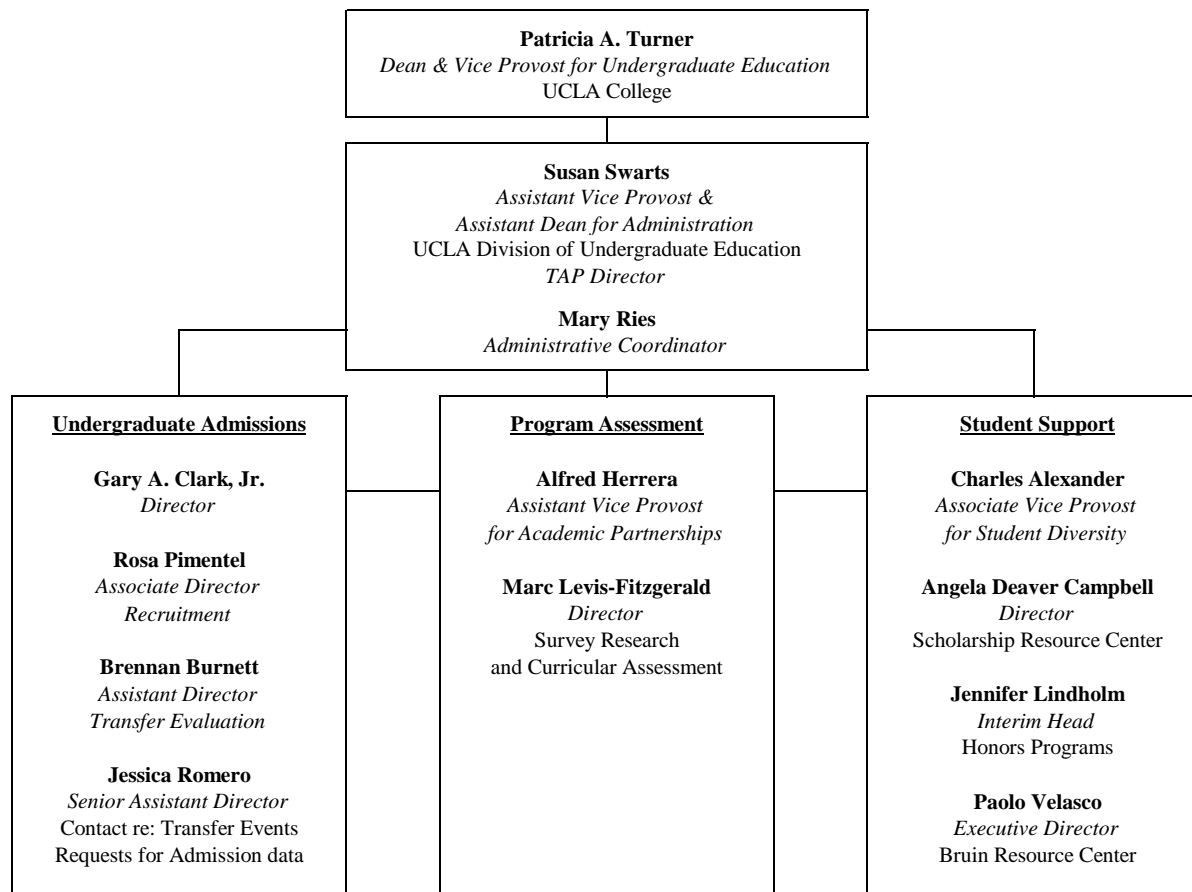 Patricia A. Turner
Dean & Vice Provost for Undergraduate Education
UCLA College
Susan Swarts
Assistant Vice Provost &
Assistant Dean for Administration
UCLA Division of Undergraduate Education
TAP Director
Mary Ries
Administrative Coordinator
Undergraduate Admissions
Gary A. Clark, Jr.
Director
Rosa Pimentel
Associate Director
Recruitment
Brennan Burnett
Assistant Director
Transfer Evaluation
Jessica Romero
Senior Assistant Director
Contact re: Transfer Events
Requests for Admission data
Program Assessment
Alfred Herrera
Assistant Vice Provost
for Academic Partnerships
Marc Levis-Fitzgerald
Director
Survey Research
and Curricular Assessment
Student Support
Charles Alexander
Associate Vice Provost
for Student Diversity
Angela Deaver Campbell
Director
Scholarship Resource Center
Jennifer Lindholm
Interim Head
Honors Programs
Paolo Velasco
Executive Director
Bruin Resource Center